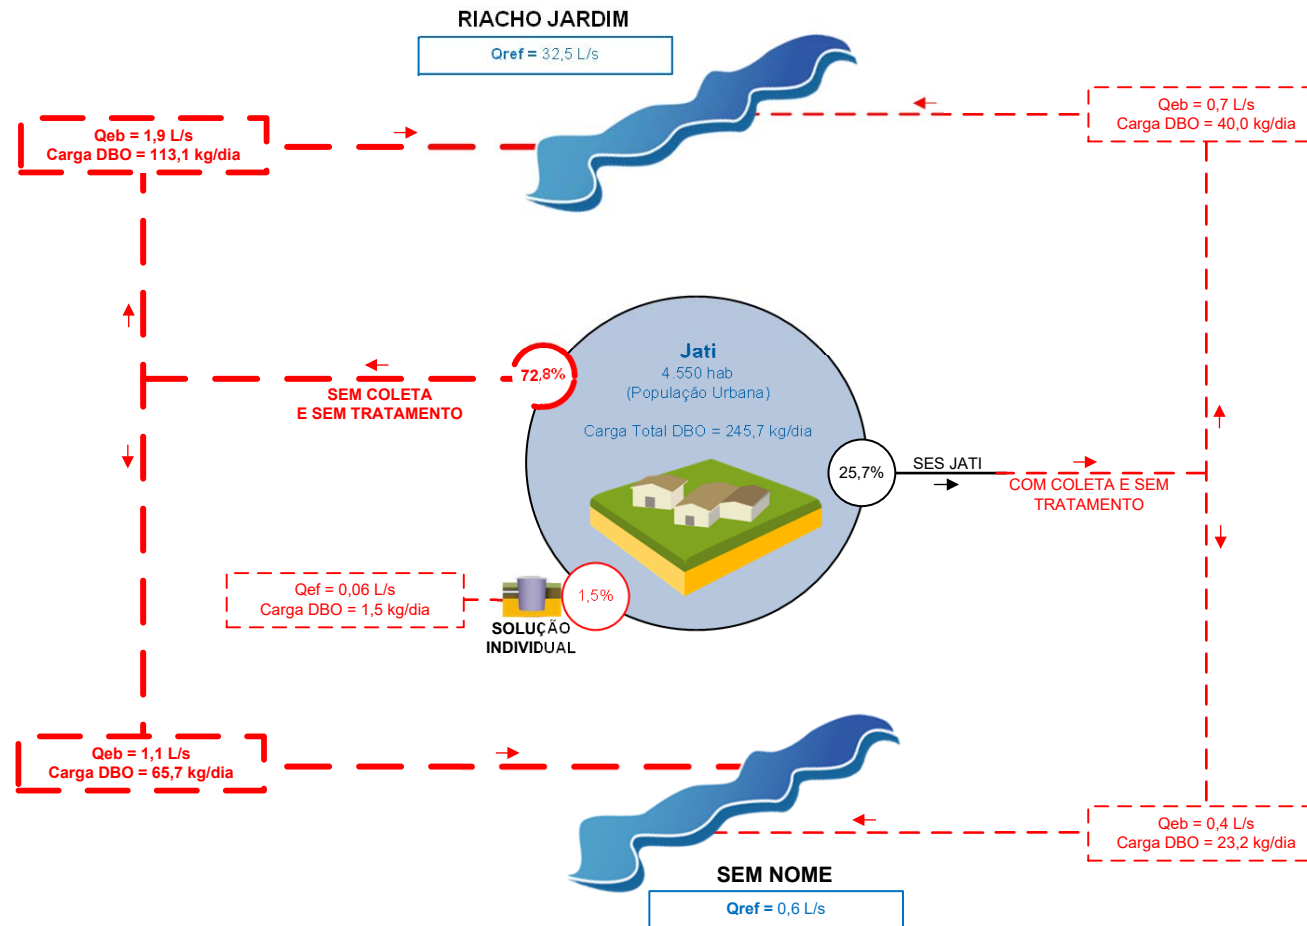 RIACHO JARDIM
Qref = 32,5 L/s
Qeb = 1,9 L/s
Carga DBO = 113,1 kg/dia
Qeb = 0,7 L/s
Carga DBO = 40,0 kg/dia
Jati
4.550 hab
(População Urbana)
Carga Total DBO = 245,7 kg/dia
72,8%
SEM COLETA
E SEM TRATAMENTO
25,7%
SES JATI
COM COLETA E SEM
TRATAMENTO
Qef = 0,06 L/s
Carga DBO = 1,5 kg/dia
1,5%
SOLUÇÃO
INDIVIDUAL
Qeb = 1,1 L/s
Carga DBO = 65,7 kg/dia
Qeb = 0,4 L/s
Carga DBO = 23,2 kg/dia
SEM NOME
Qref = 0,6 L/s